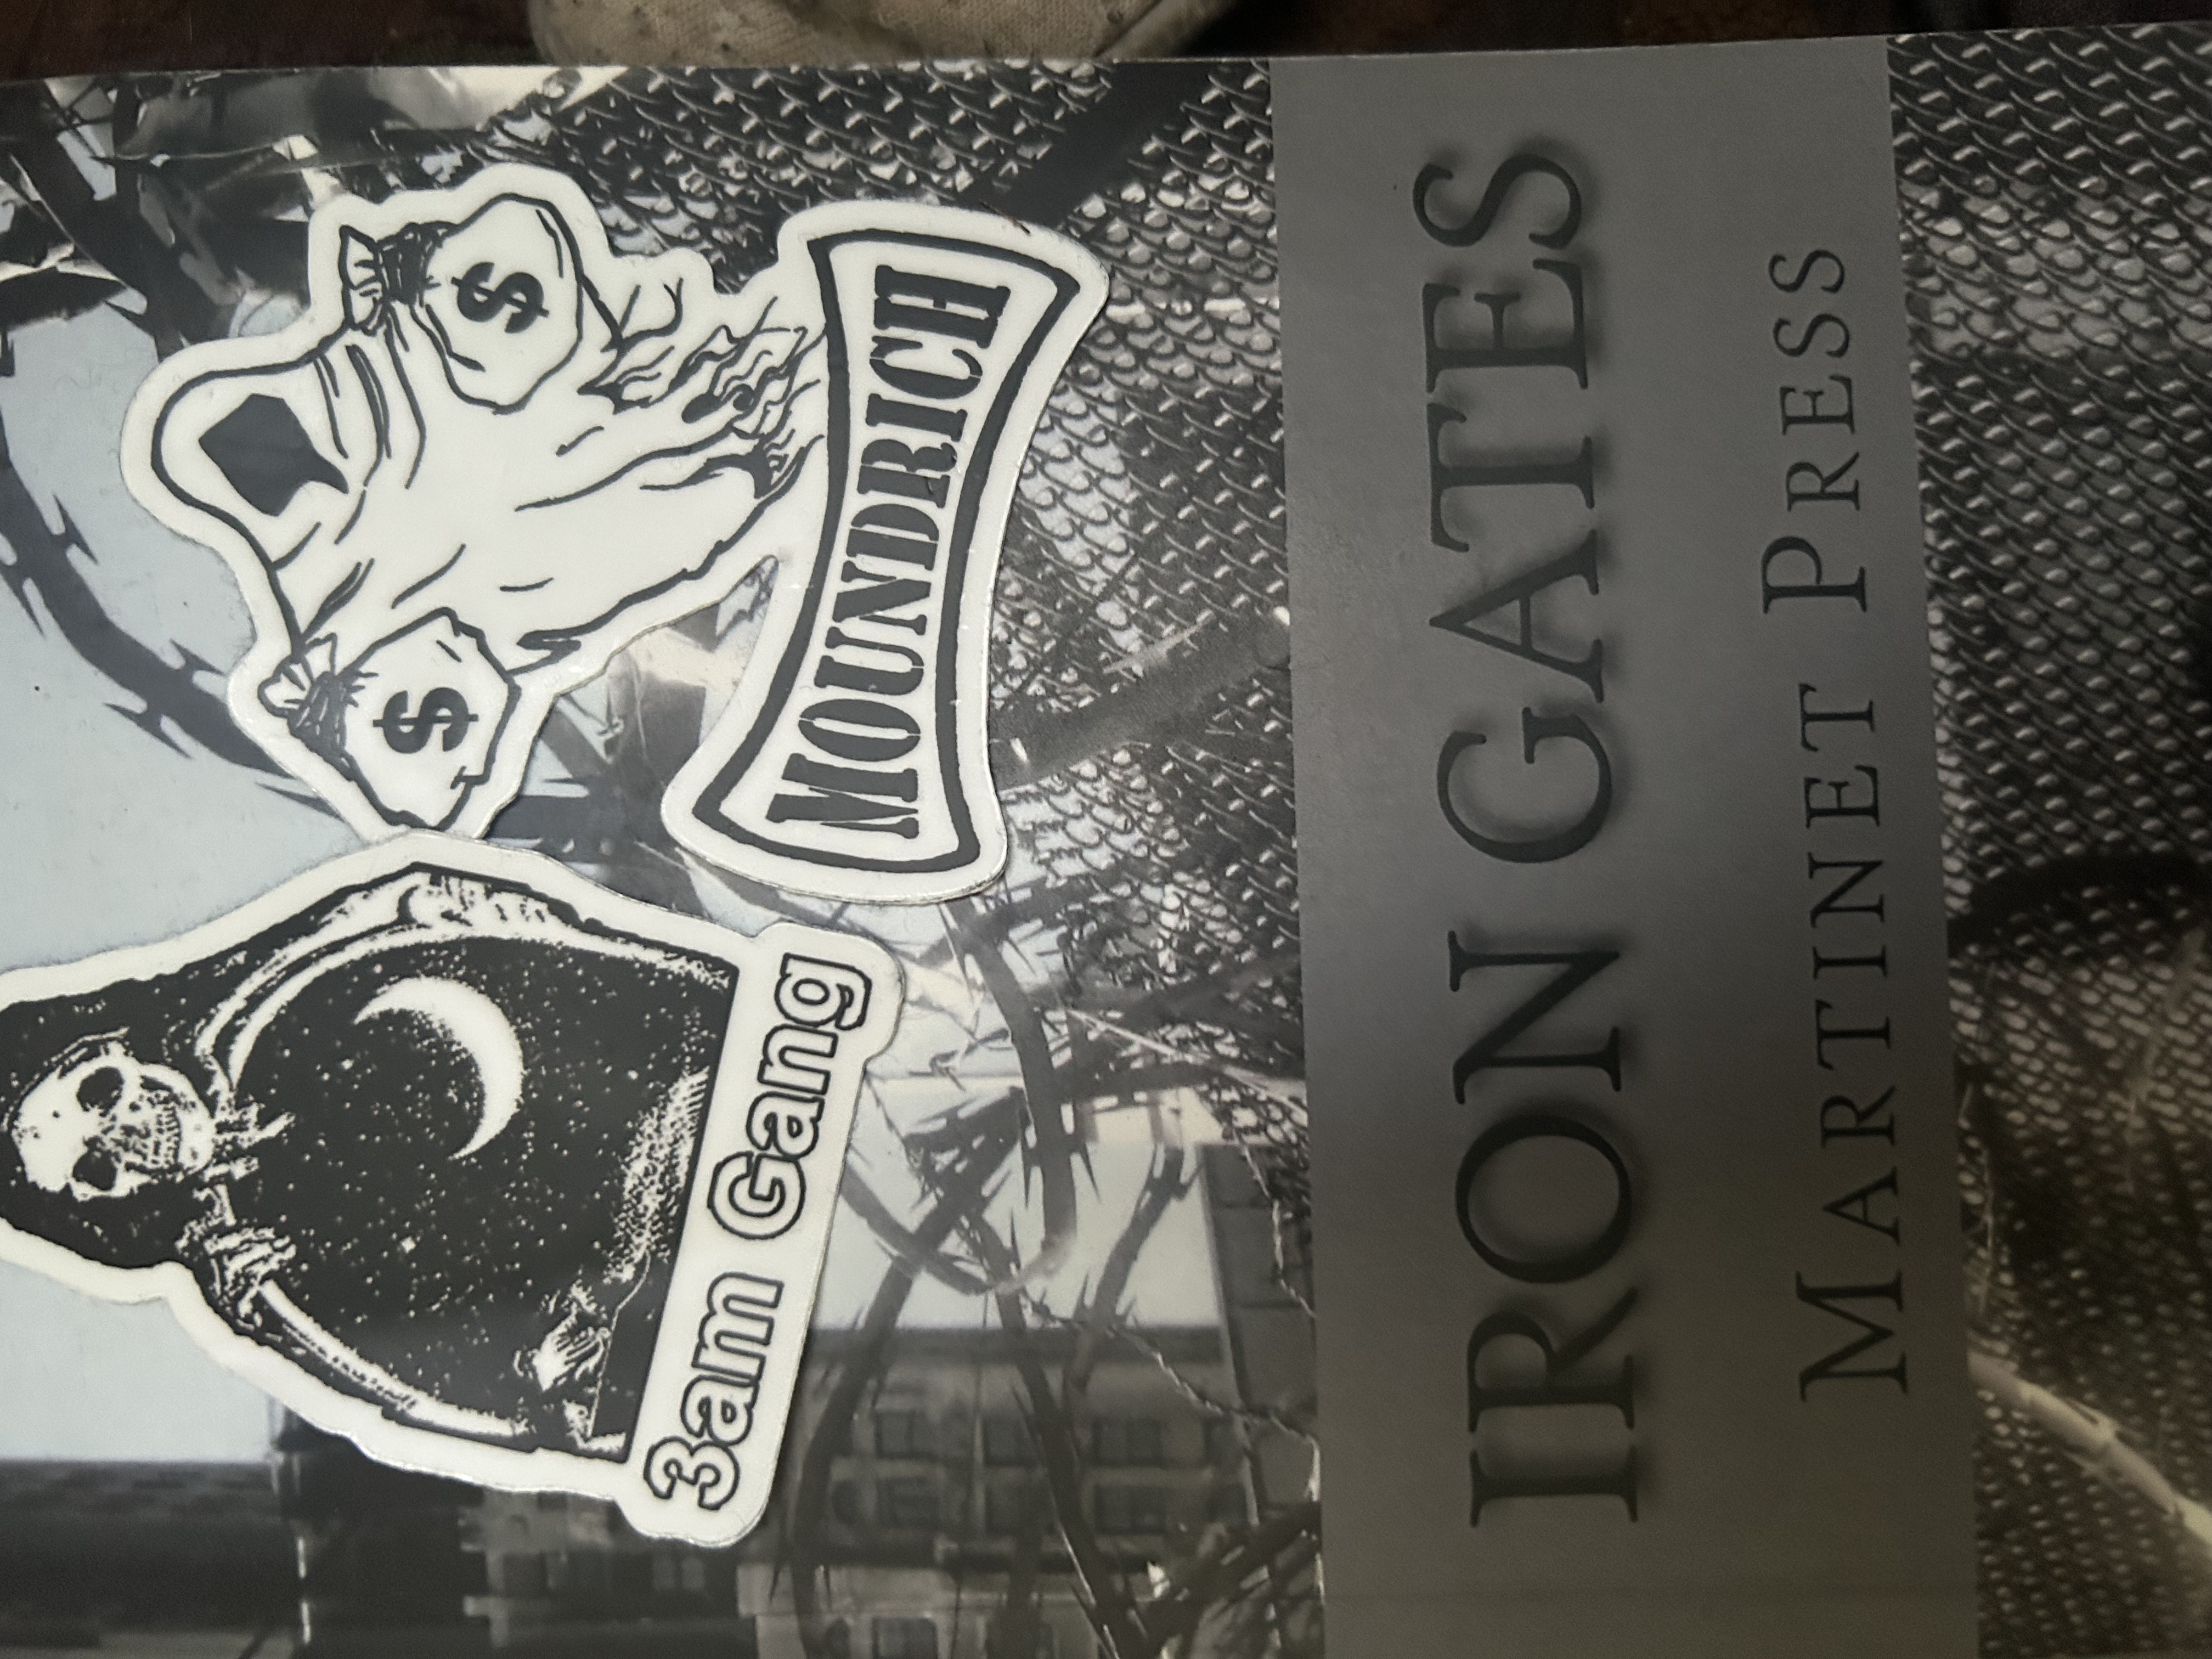 $
$
MOUNDRICH
3am Gang
IRON GATES
MARTINET PRESS